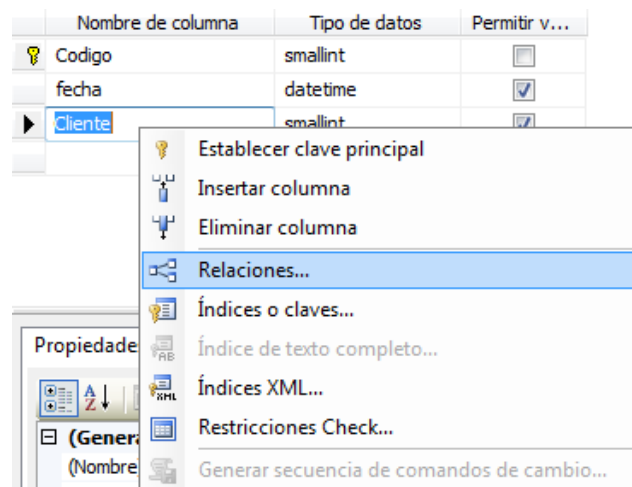 Nombre de columna Tipo de datos Permitir v...
Codigo smallint
fecha datetime
Cliente smallint
Establecer clave principal
Insertar columna
Eliminar columna
Relaciones...
Índices o claves...
Propiedade
Índice de texto completo...
Índices XML...
Restricciones Check...
(Genera
(Nombre
Generar secuencia de comandos de cambio...